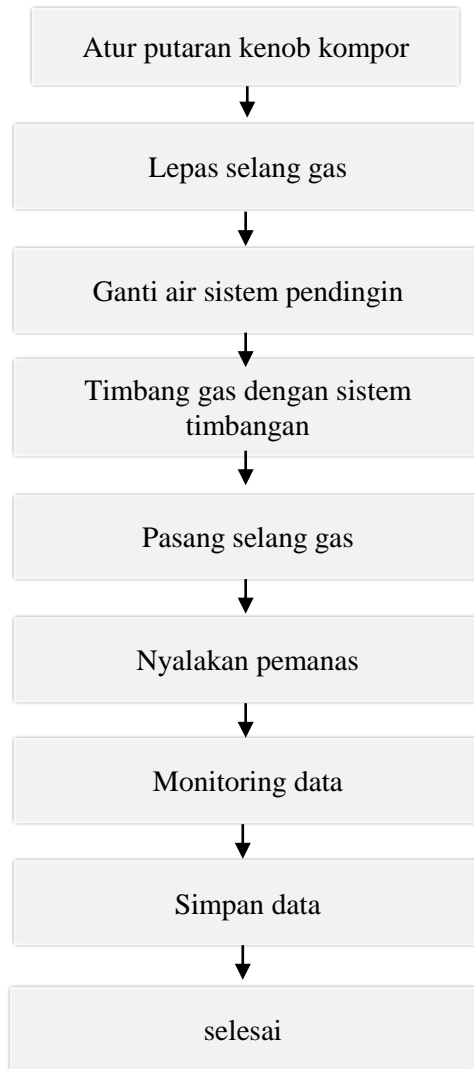 Atur putaran kenob kompor
Lepas selang gas
Ganti air sistem pendingin
Timbang gas dengan sistem
timbangan
Pasang selang gas
Nyalakan pemanas
Monitoring data
Simpan data
selesai